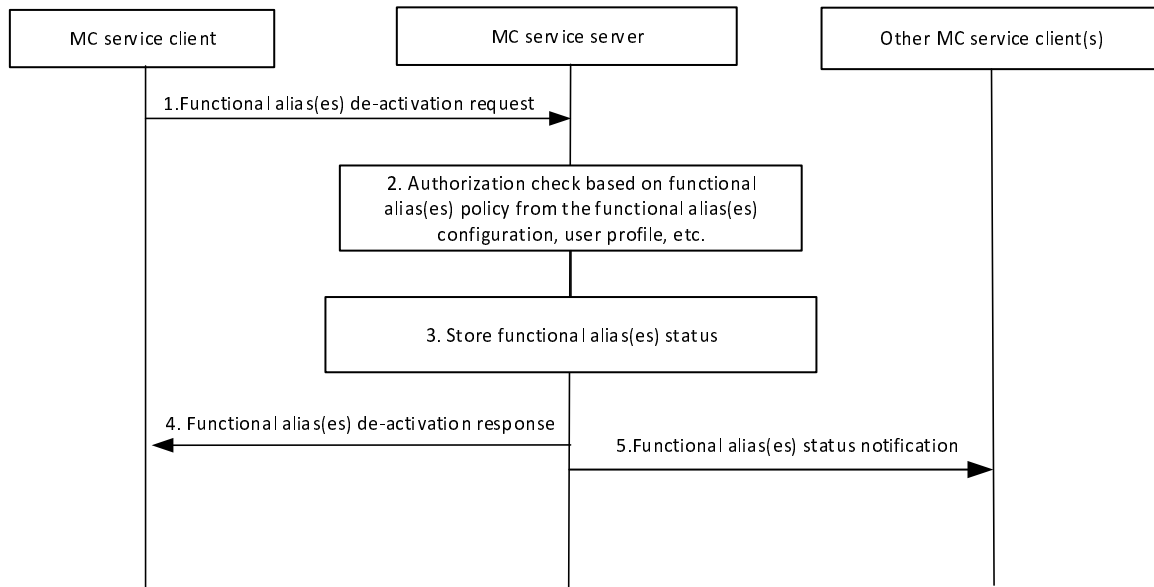 MC service client
MC service server
Other MC service client(s)
1.Functional alias(es) de-activation request
2. Authorization check based on functional
alias(es) policy from the functional alias(es)
configuration, user profile, etc.
3. Store functional alias(es) status
4. Functional alias(es) de-activation response
5.Functional alias(es) status notification